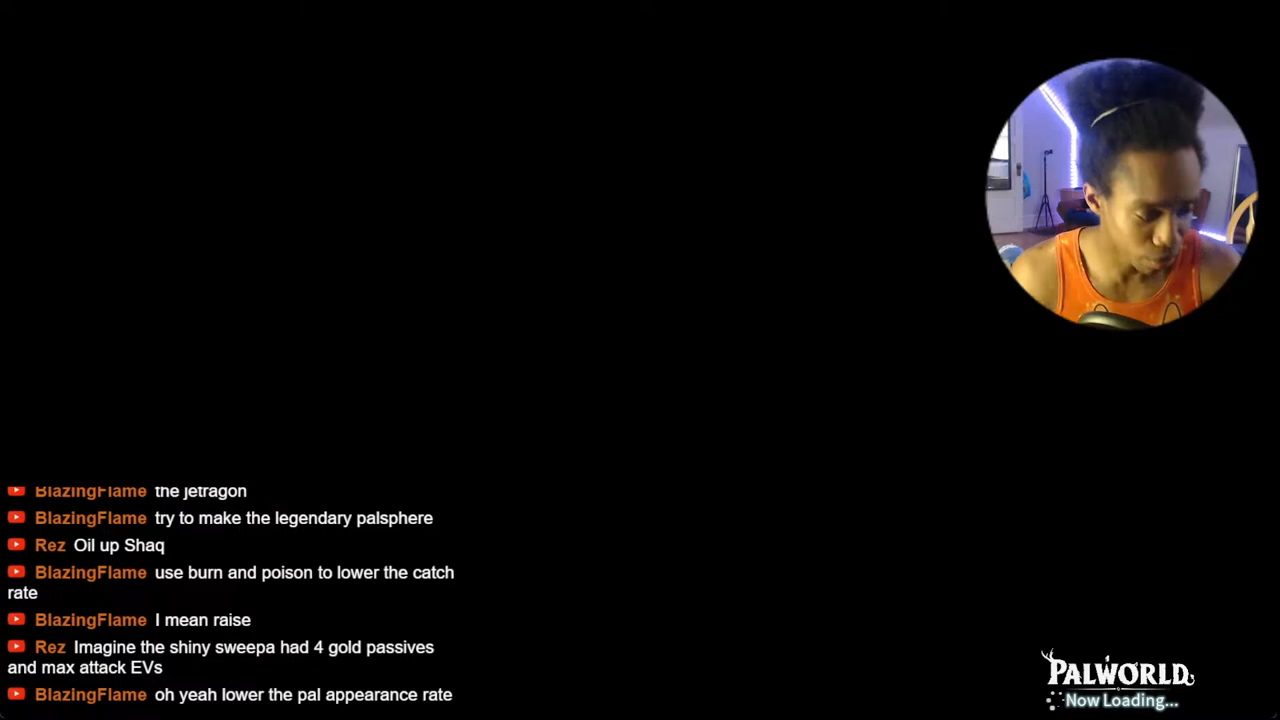 BlazingFlame the jetragon
BlazingFlame try to make the legendary palsphere
Rez Oil up Shaq
BlazingFlame use burn and poison to lower the catch
rate
BlazingFlame I mean raise
Rez Imagine the shiny sweepa had 4 gold passives
and max attack EVs
BlazingFlame oh yeah lower the pal appearance rate
PALWORLD
Now Loading...